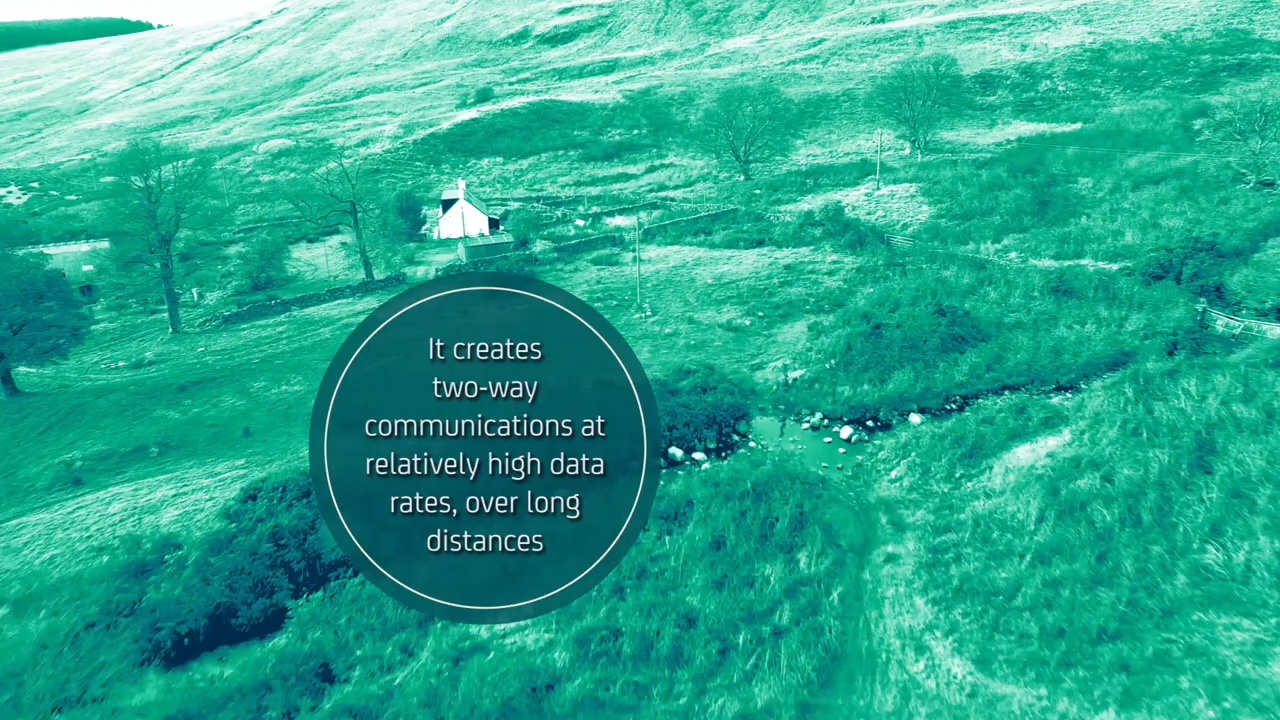 It creates
two-way
communications at
relatively high data
rates, over long
distances